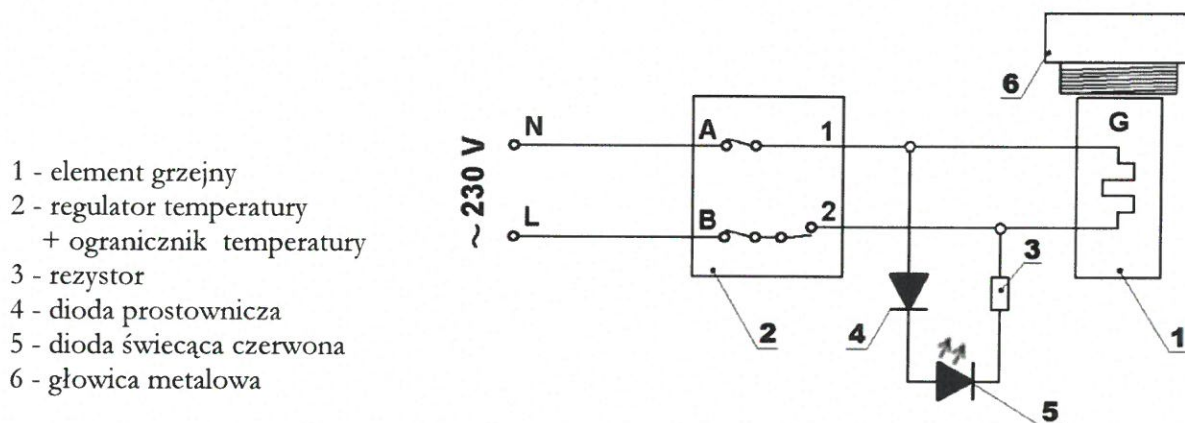 1 - element grzejny
2 - regulator temperatury
+ ogranicznik temperatury
3 - rezystor
4 - dioda prostownicza
5 - dioda świecąca czerwona
6 - głowica metalowa
~ 230 V
N
L
A
1
B
2
2
4
5
3
6
G
1